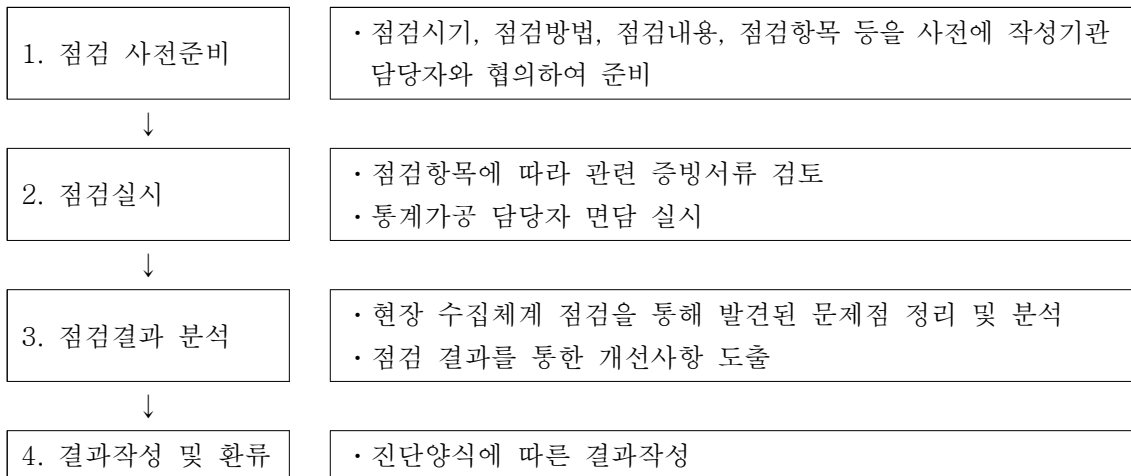 1. 점검 사전준비
· 점검시기, 점검방법, 점검내용, 점검항목 등을 사전에 작성기관
담당자와 협의하여 준비
↓
2. 점검실시
· 점검항목에 따라 관련 증빙서류 검토
· 통계가공 담당자 면담 실시
↓
3. 점검결과 분석
· 현장 수집체계 점검을 통해 발견된 문제점 정리 및 분석
· 점검 결과를 통한 개선사항 도출
↓
4. 결과작성 및 환류
· 진단양식에 따른 결과작성